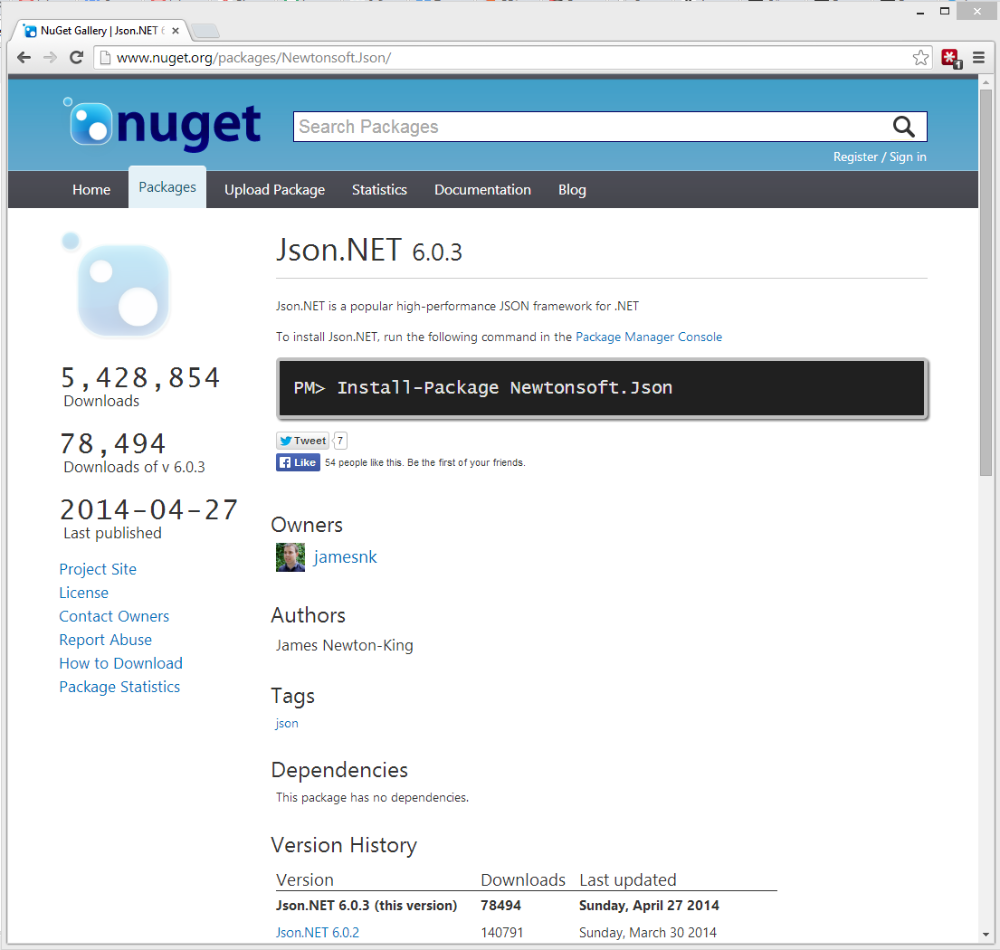 NuGet Gallery | Json.NET 6
www.nuget.org/packages/Newtonsoft.Json/
1
nuget
Search Packages
Register / Sign in
Home Packages Upload Package Statistics Documentation Blog
Json.NET 6.0.3
Json.NET is a popular high-performance JSON framework for .NET
To install Json.NET, run the following command in the Package Manager Console
PM> Install-Package Newtonsoft.Json
Tweet 7
Like 54 people like this. Be the first of your friends.
5,428,854
Downloads
78,494
Downloads of v 6.0.3
2014-04-27
Last published
Project Site
License
Contact Owners
Report Abuse
How to Download
Package Statistics
Owners
jamesnk
Authors
James Newton-King
Tags
json
Dependencies
This package has no dependencies.
Version History
Version Downloads Last updated
Json.NET 6.0.3 (this version) 78494 Sunday, April 27 2014
Json.NET 6.0.2 140791 Sunday, March 30 2014